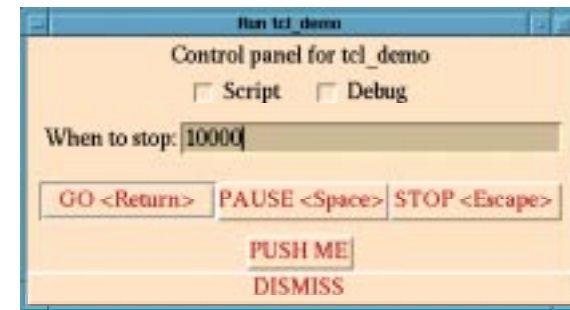 Run tcl_demo
Control panel for tcl_demo
Script Debug
When to stop: 10000
GO <Return> PAUSE <Space> STOP <Escape>
PUSH ME
DISMISS